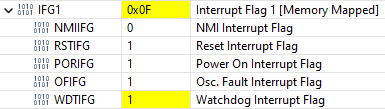 IFG1 0x0F Interrupt Flag 1 [Memory Mapped]
NMIIFG 0 NMI Interrupt Flag
RSTIFG 1 Reset Interrupt Flag
PORIFG 1 Power On Interrupt Flag
OFIFG 1 Osc. Fault Interrupt Flag
WDTIFG 1 Watchdog Interrupt Flag